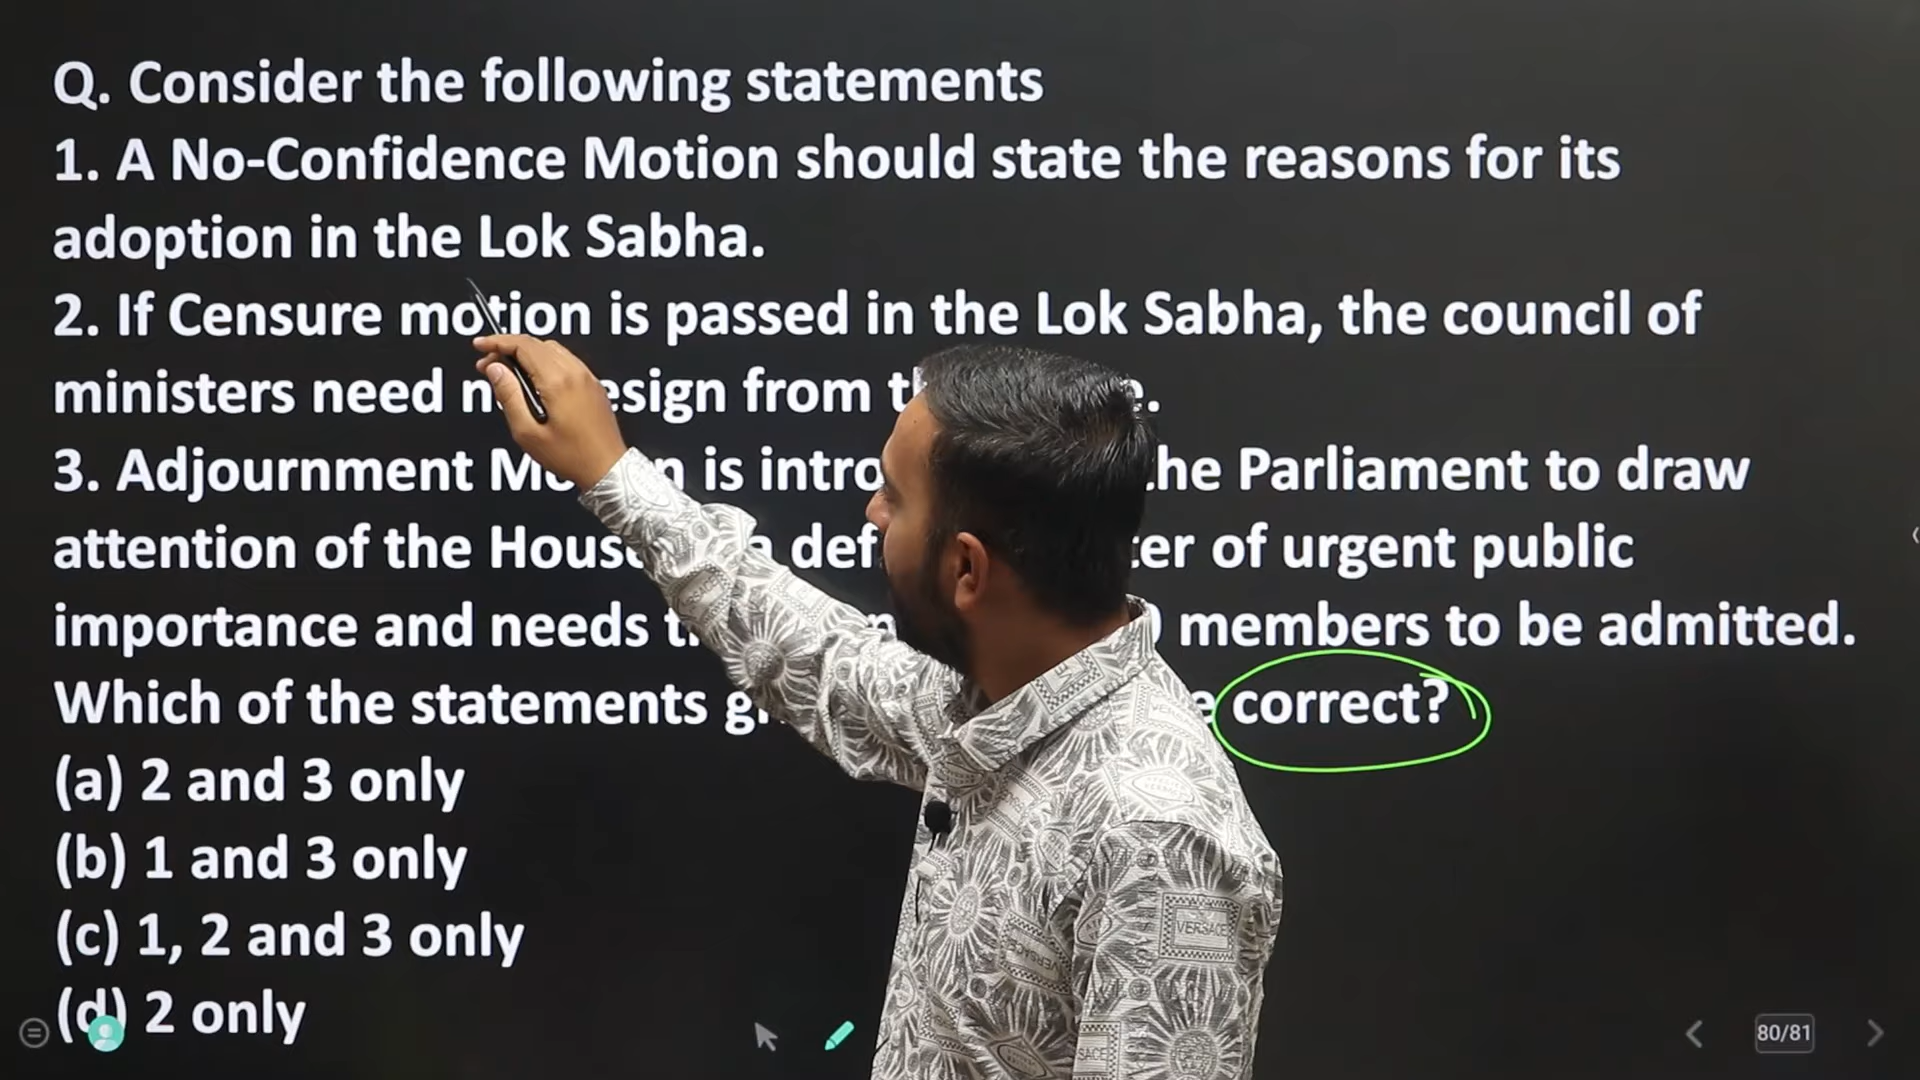 Q. Consider the following statements
1. A No-Confidence Motion should state the reasons for its
adoption in the Lok Sabha.
2. If Censure motion is passed in the Lok Sabha, the council of
ministers need esign from
3. Adjournment is intro he Parliament to draw
attention of the House def er of urgent public
importance and needs members to be admitted.
Which of the statements correct?
(a) 2 and 3 only
(b) 1 and 3 only
(c) 1, 2 and 3 only
(d) 2 only
VERSACE
80/81